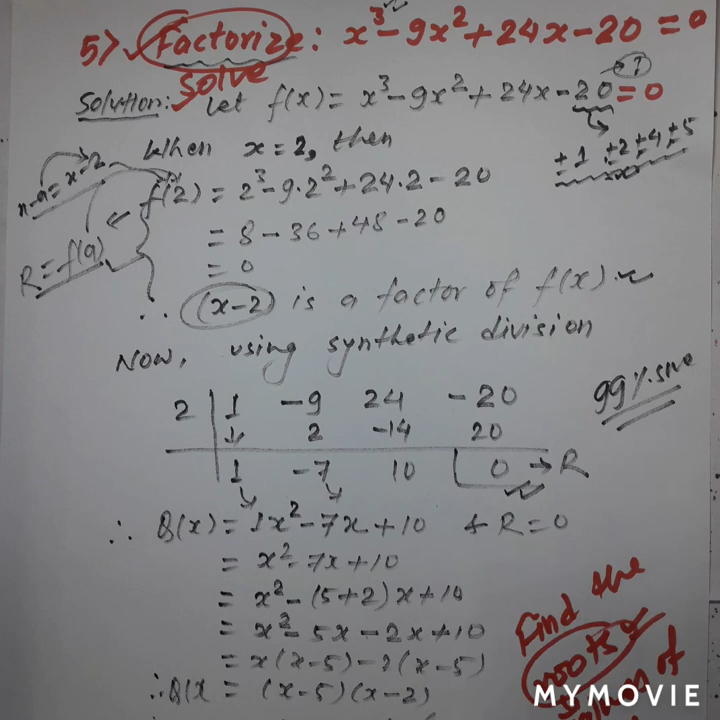 5> Factorize: x³-9x²+24x-20 = 0
solve
Solution: Let f(x) = x³-9x²+24x-20 = 0
?
±1 ±2 ±4 ±5
When x = 2, then
x-a = x-2
f(2) = 2³-9·2²+24·2-20
= 8-36+48-20
R = f(a)
= 0
∴ (x-2) is a factor of f(x)
Now, using synthetic division
99% sure
2 | 1 -9 24 -20
↓ 2 -14 20
1 -7 10 0 → R
∴ Q(x) = 1x²-7x+10 & R = 0
= x²-7x+10
= x²-(5+2)x+10
= x²-5x-2x+10
= x(x-5)-2(x-5)
∴ Q(x = (x-5)(x-2)
Find the
roots
of
MYMOVIE